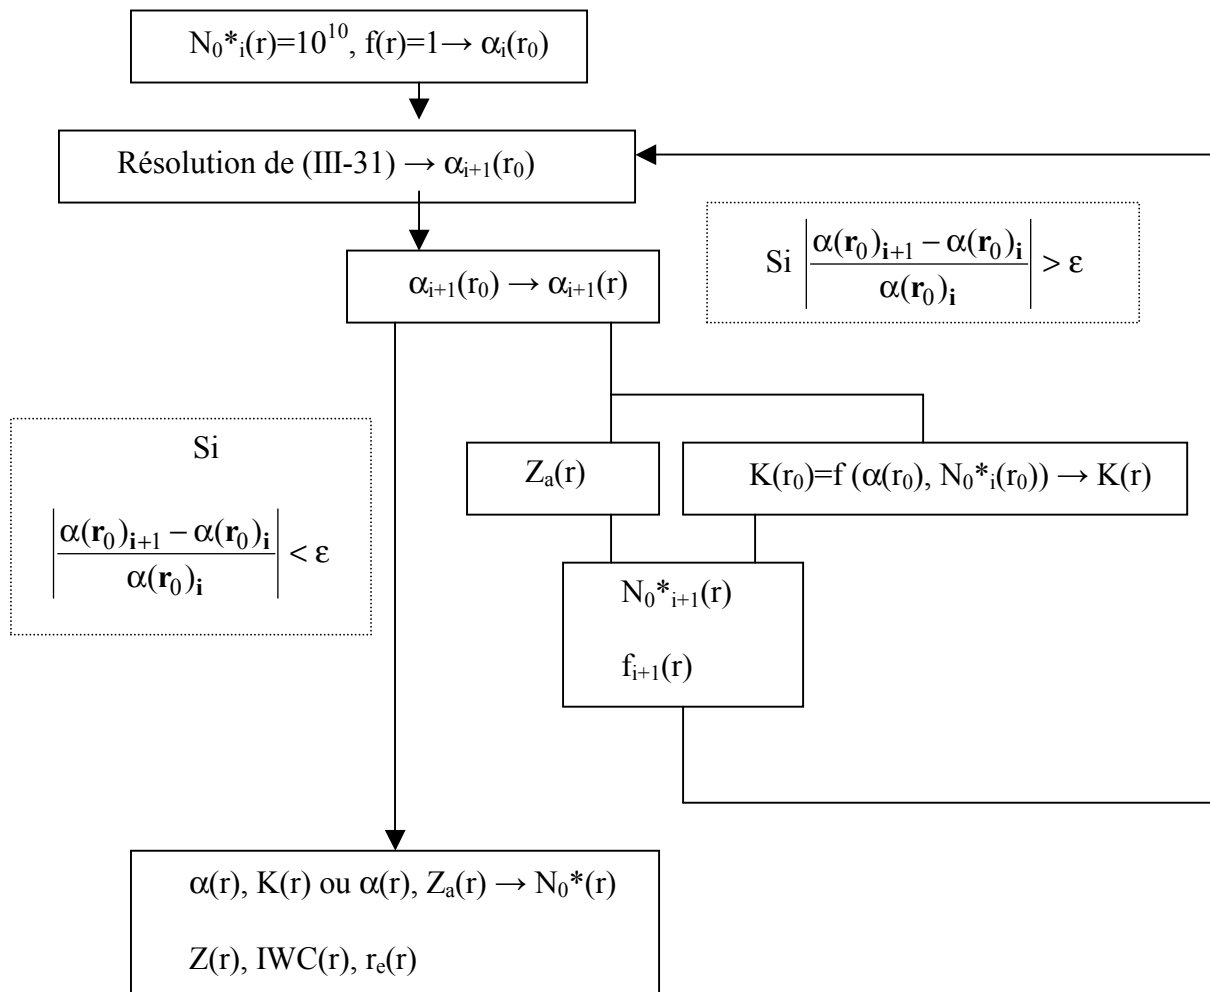 N₀*ᵢ(r)=10¹⁰, f(r)=1→ αᵢ(r₀)
Résolution de (III-31) → αᵢ₊₁(r₀)
Si |α(r₀)ᵢ₊₁ − α(r₀)ᵢ / α(r₀)ᵢ| > ε
αᵢ₊₁(r₀) → αᵢ₊₁(r)
Si
|α(r₀)ᵢ₊₁ − α(r₀)ᵢ / α(r₀)ᵢ| < ε
Zₐ(r)
K(r₀)=f (α(r₀), N₀*ᵢ(r₀)) → K(r)
N₀*ᵢ₊₁(r)
fᵢ₊₁(r)
α(r), K(r) ou α(r), Zₐ(r) → N₀*(r)
Z(r), IWC(r), rₑ(r)